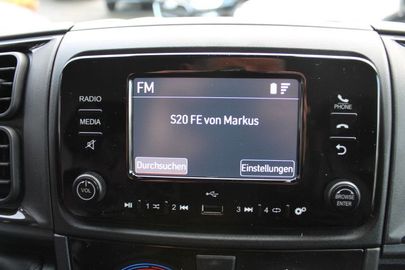 FM
S20 FE von Markus
Durchsuchen
Einstellungen
RADIO
MEDIA
VOL
PHONE
BROWSE
ENTER
1
2
3
4